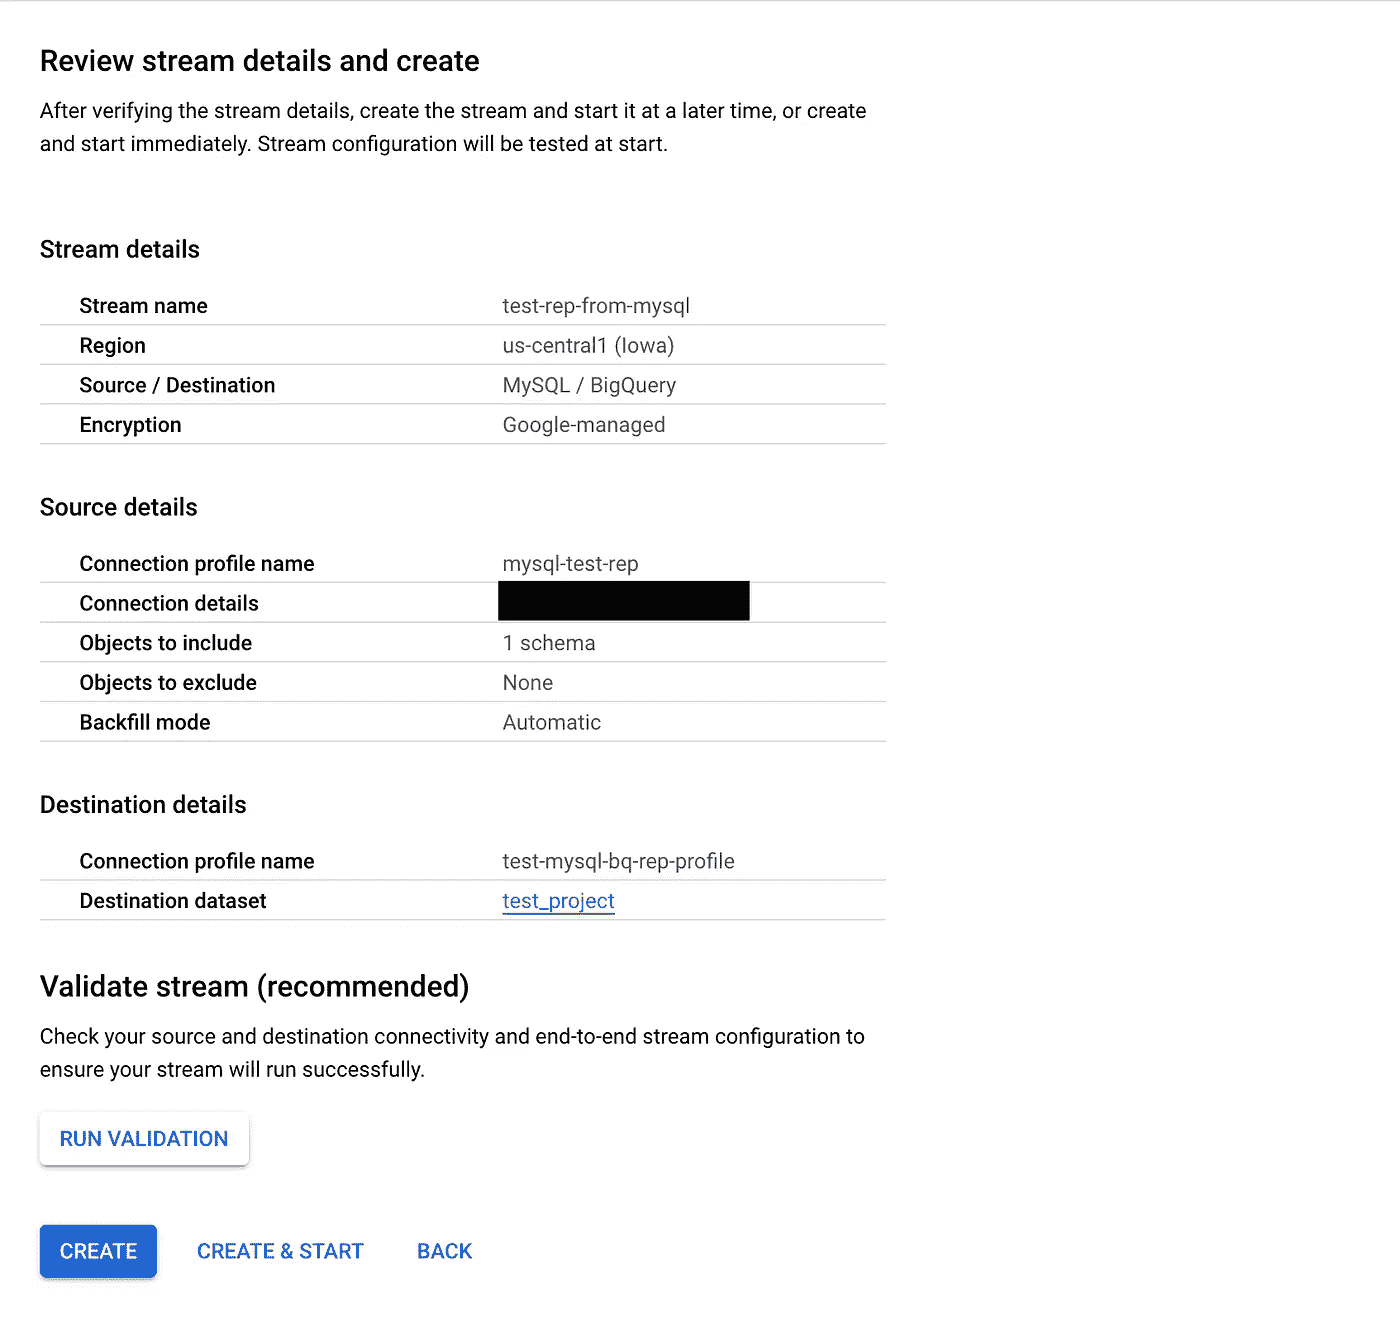 Review stream details and create
After verifying the stream details, create the stream and start it at a later time, or create
and start immediately. Stream configuration will be tested at start.
Stream details
Stream name test-rep-from-mysql
Region us-central1 (Iowa)
Source / Destination MySQL / BigQuery
Encryption Google-managed
Source details
Connection profile name mysql-test-rep
Connection details
Objects to include 1 schema
Objects to exclude None
Backfill mode Automatic
Destination details
Connection profile name test-mysql-bq-rep-profile
Destination dataset test_project
Validate stream (recommended)
Check your source and destination connectivity and end-to-end stream configuration to
ensure your stream will run successfully.
RUN VALIDATION
CREATE CREATE & START BACK